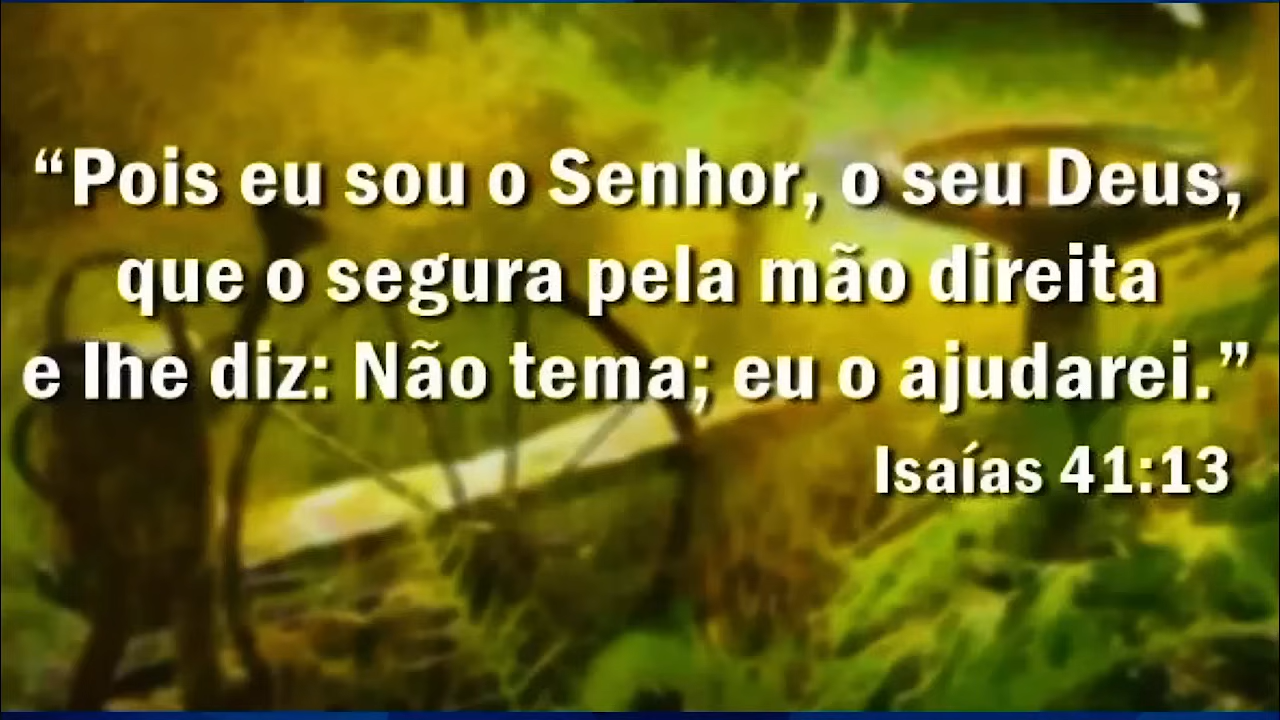 “Pois eu sou o Senhor, o seu Deus,
que o segura pela mão direita
e lhe diz: Não tema; eu o ajudarei.”
Isaías 41:13